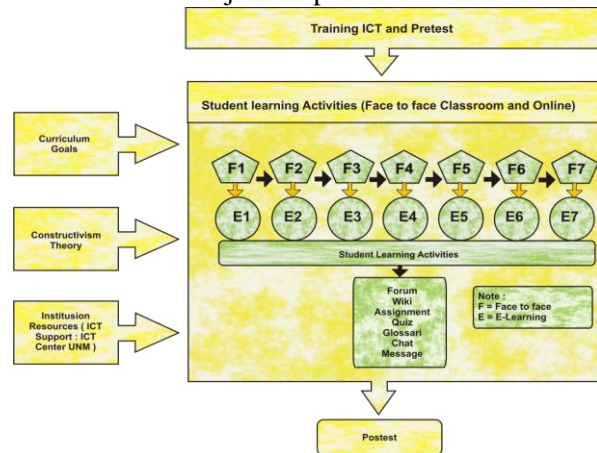 Training ICT and Pretest
Student learning Activities (Face to face Classroom and Online)
Curriculum
Goals
F1 F2 F3 F4 F5 F6 F7
E1 E2 E3 E4 E5 E6 E7
Constructivism
Theory
Student Learning Activities
Forum
Wiki
Assignment
Quiz
Glossari
Chat
Message
Note :
F = Face to face
E = E-Learning
Institusion
Resources ( ICT
Support : ICT
Center UNM )
Postest